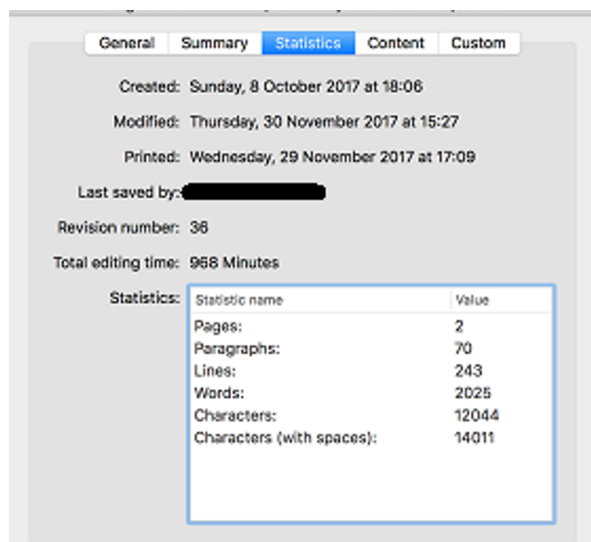 General Summary Statistics Content Custom
Created: Sunday, 8 October 2017 at 18:06
Modified: Thursday, 30 November 2017 at 15:27
Printed: Wednesday, 29 November 2017 at 17:09
Last saved by:
Revision number: 36
Total editing time: 968 Minutes
Statistics: Statistic name Value
Pages: 2
Paragraphs: 70
Lines: 243
Words: 2025
Characters: 12044
Characters (with spaces): 14011